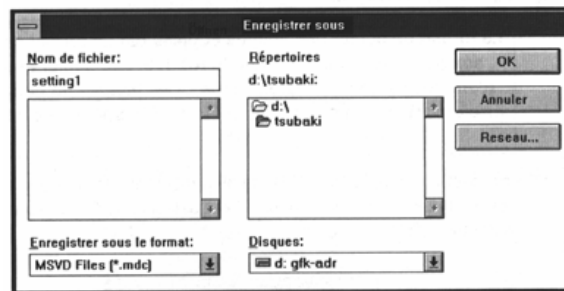 Enregistrer sous
Nom de fichier:
setting1
Répertoires
d:\tsubaki:
d:\
tsubaki
OK
Annuler
Reseau...
Enregistrer sous le format:
MSVD Files (*.mdc)
Disques:
d: gfk-adr